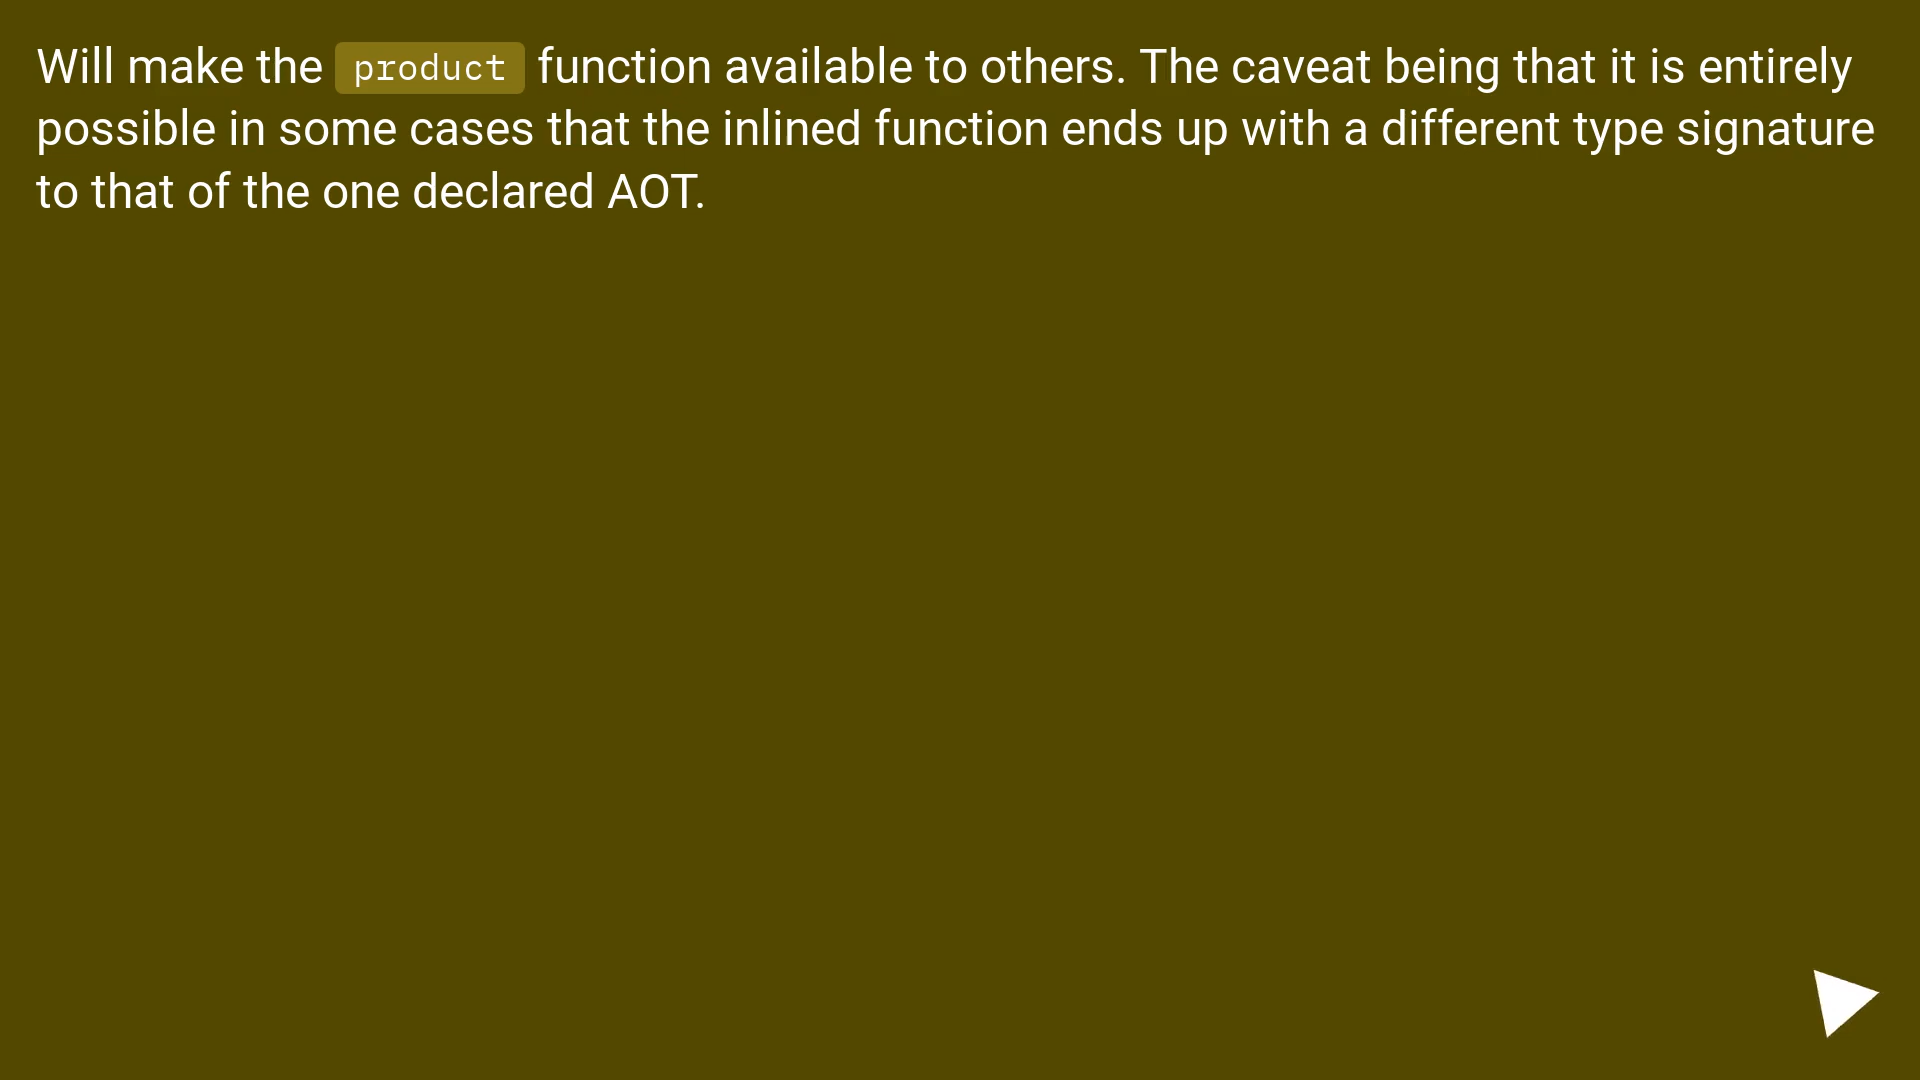 Will make the product function available to others. The caveat being that it is entirely
possible in some cases that the inlined function ends up with a different type signature
to that of the one declared AOT.